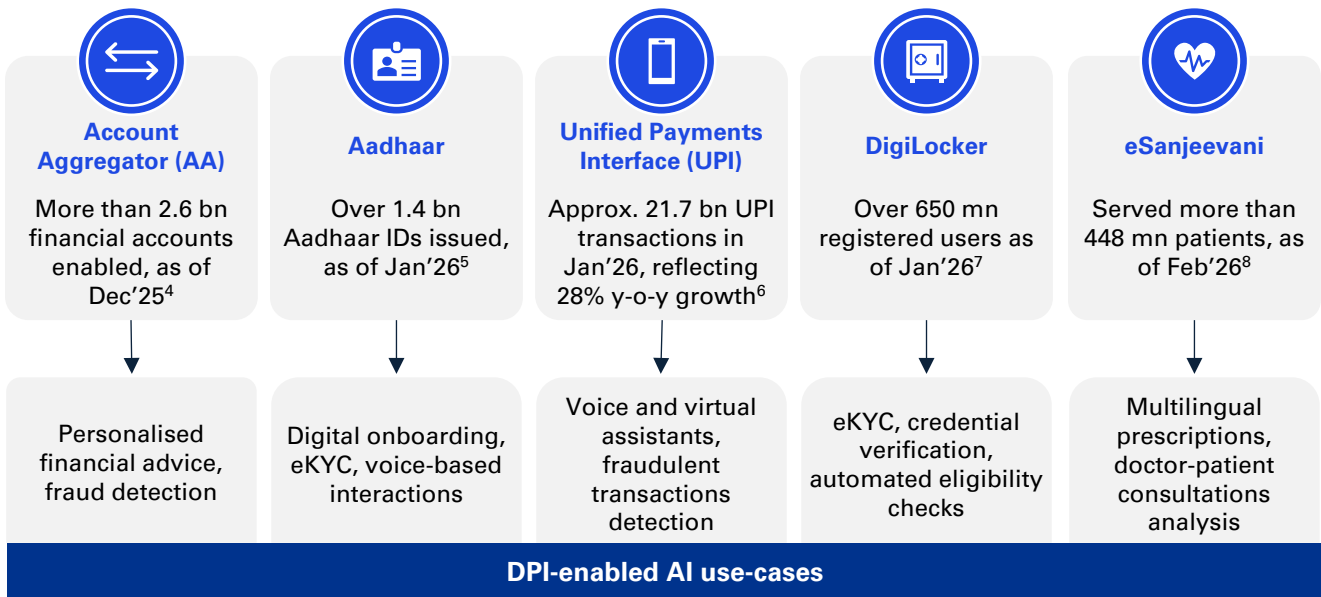 Account
Aggregator (AA)
More than 2.6 bn
financial accounts
enabled, as of
Dec’25⁴
Aadhaar
Over 1.4 bn
Aadhaar IDs issued,
as of Jan’26⁵
Unified Payments
Interface (UPI)
Approx. 21.7 bn UPI
transactions in
Jan’26, reflecting
28% y-o-y growth⁶
DigiLocker
Over 650 mn
registered users as
of Jan’26⁷
eSanjeevani
Served more than
448 mn patients, as
of Feb’26⁸
Personalised
financial advice,
fraud detection
Digital onboarding,
eKYC, voice-based
interactions
Voice and virtual
assistants,
fraudulent
transactions
detection
eKYC, credential
verification,
automated eligibility
checks
Multilingual
prescriptions,
doctor-patient
consultations
analysis
DPI-enabled AI use-cases